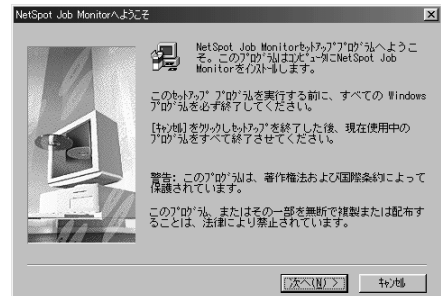 NetSpot Job Monitorへようこそ
NetSpot Job Monitorｾｯﾄｱｯﾌﾟﾌﾟﾛｸﾞﾗﾑへようこ
そ。このﾌﾟﾛｸﾞﾗﾑはｺﾝﾋﾟｭｰﾀにNetSpot Job
Monitorをｲﾝｽﾄｰﾙします。
このｾｯﾄｱｯﾌﾟ ﾌﾟﾛｸﾞﾗﾑを実行する前に、すべての Windows
ﾌﾟﾛｸﾞﾗﾑを必ず終了してください。
[ｷｬﾝｾﾙ]をｸﾘｯｸしｾｯﾄｱｯﾌﾟを終了した後、現在使用中の
ﾌﾟﾛｸﾞﾗﾑをすべて終了させてください。
警告: このﾌﾟﾛｸﾞﾗﾑは、著作権法および国際条約によって
保護されています。
このﾌﾟﾛｸﾞﾗﾑ、またはその一部を無断で複製または配布す
ることは、法律により禁止されています。
次へ(N) >
ｷｬﾝｾﾙ